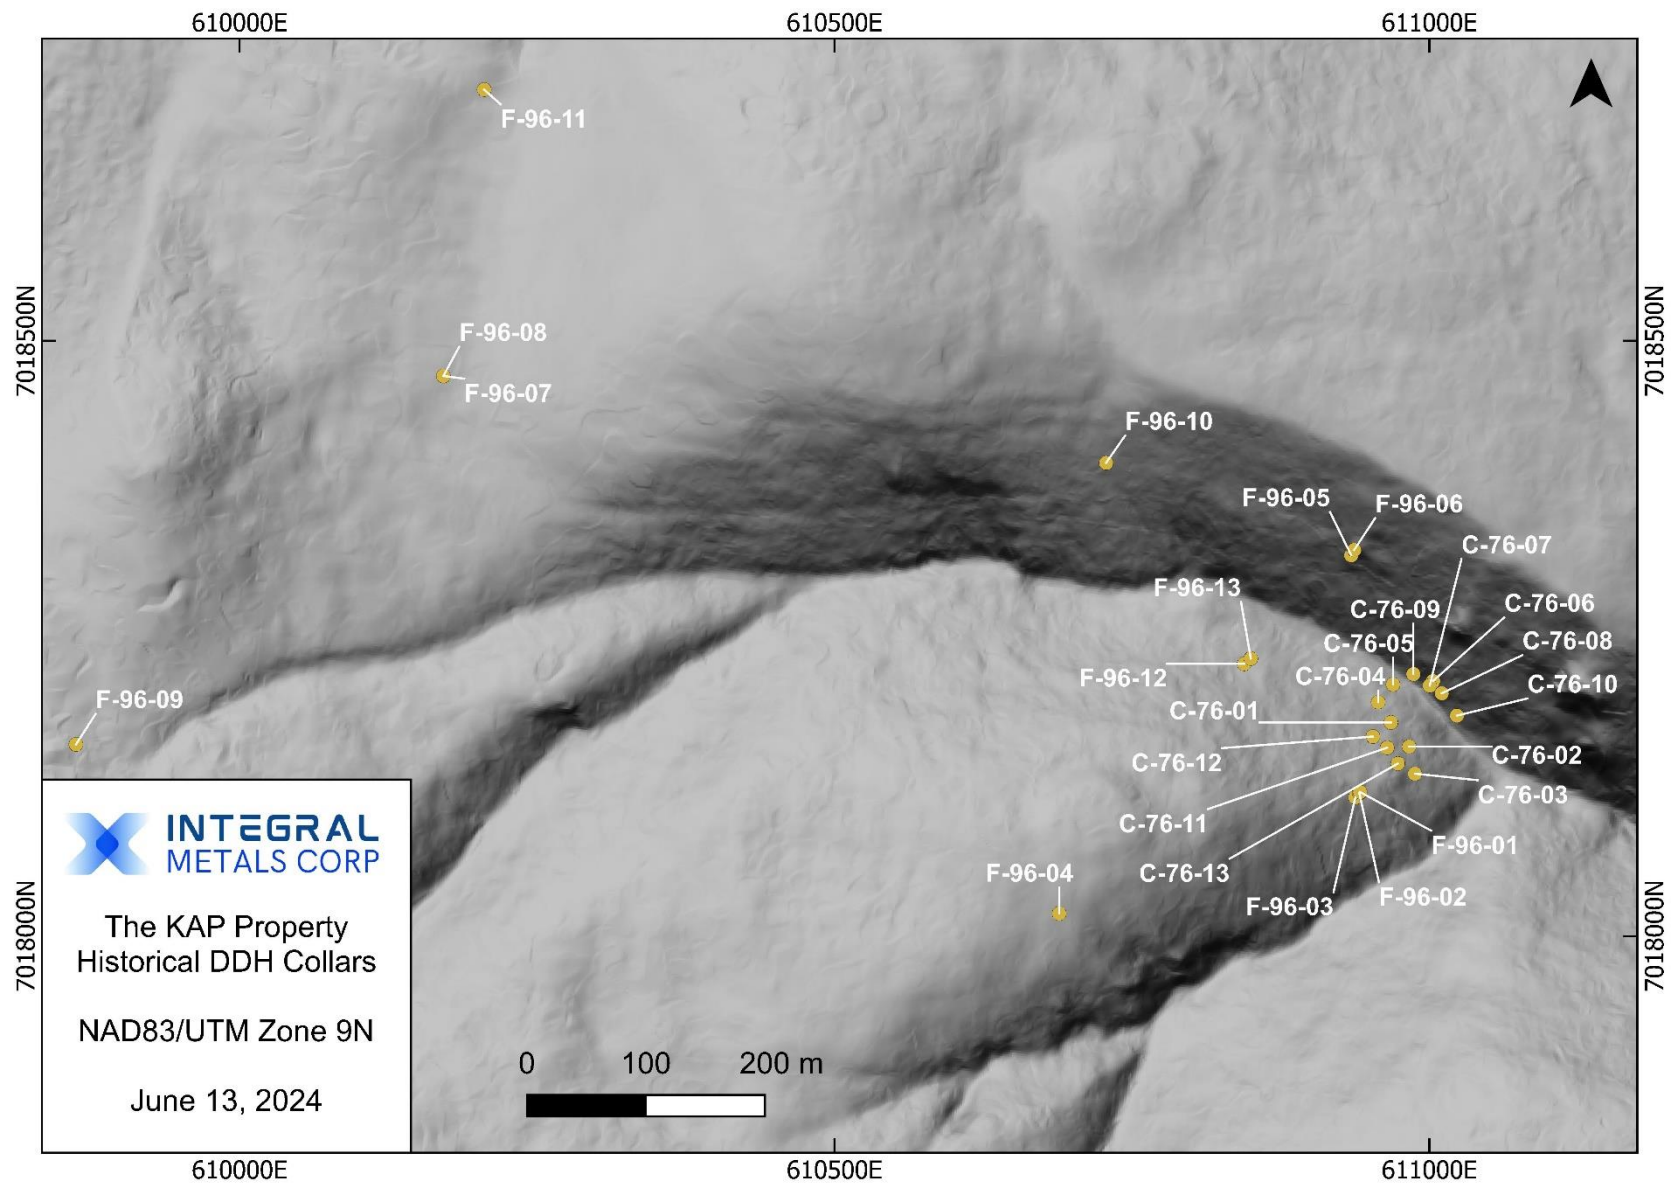 610000E
610500E
611000E
F-96-11
7018500N
7018500N
F-96-08
F-96-07
F-96-10
F-96-05
F-96-06
C-76-07
F-96-13
C-76-09
C-76-06
C-76-05
C-76-08
F-96-12
C-76-04
C-76-10
F-96-09
C-76-01
C-76-12
C-76-02
C-76-03
C-76-11
F-96-01
C-76-13
F-96-04
F-96-03
F-96-02
7018000N
7018000N
INTEGRAL
METALS CORP
The KAP Property
Historical DDH Collars
NAD83/UTM Zone 9N
June 13, 2024
0 100 200 m
610000E
610500E
611000E